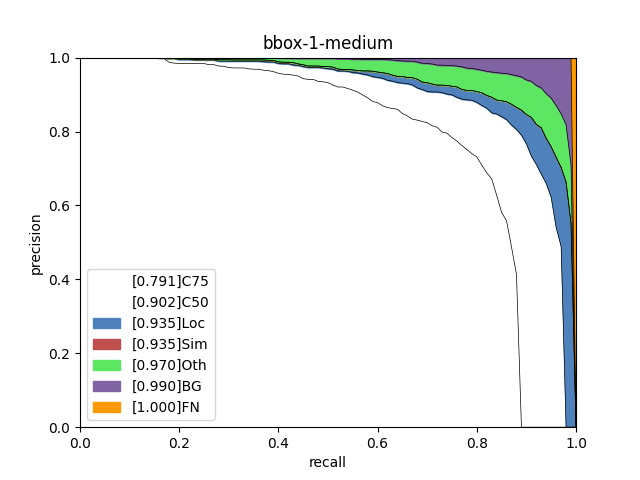 bbox-1-medium
1.0
0.8
0.6
0.4
0.2
0.0
precision
[0.791]C75
[0.902]C50
[0.935]Loc
[0.935]Sim
[0.970]Oth
[0.990]BG
[1.000]FN
0.0 0.2 0.4 0.6 0.8 1.0
recall